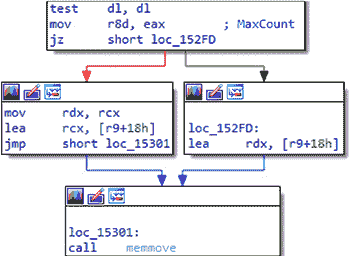 test    dl, dl
mov     r8d, eax        ; MaxCount
jz      short loc_152FD
mov     rdx, rcx
lea     rcx, [r9+18h]
jmp     short loc_15301
loc_152FD:
lea     rdx, [r9+18h]
loc_15301:
call    memmove